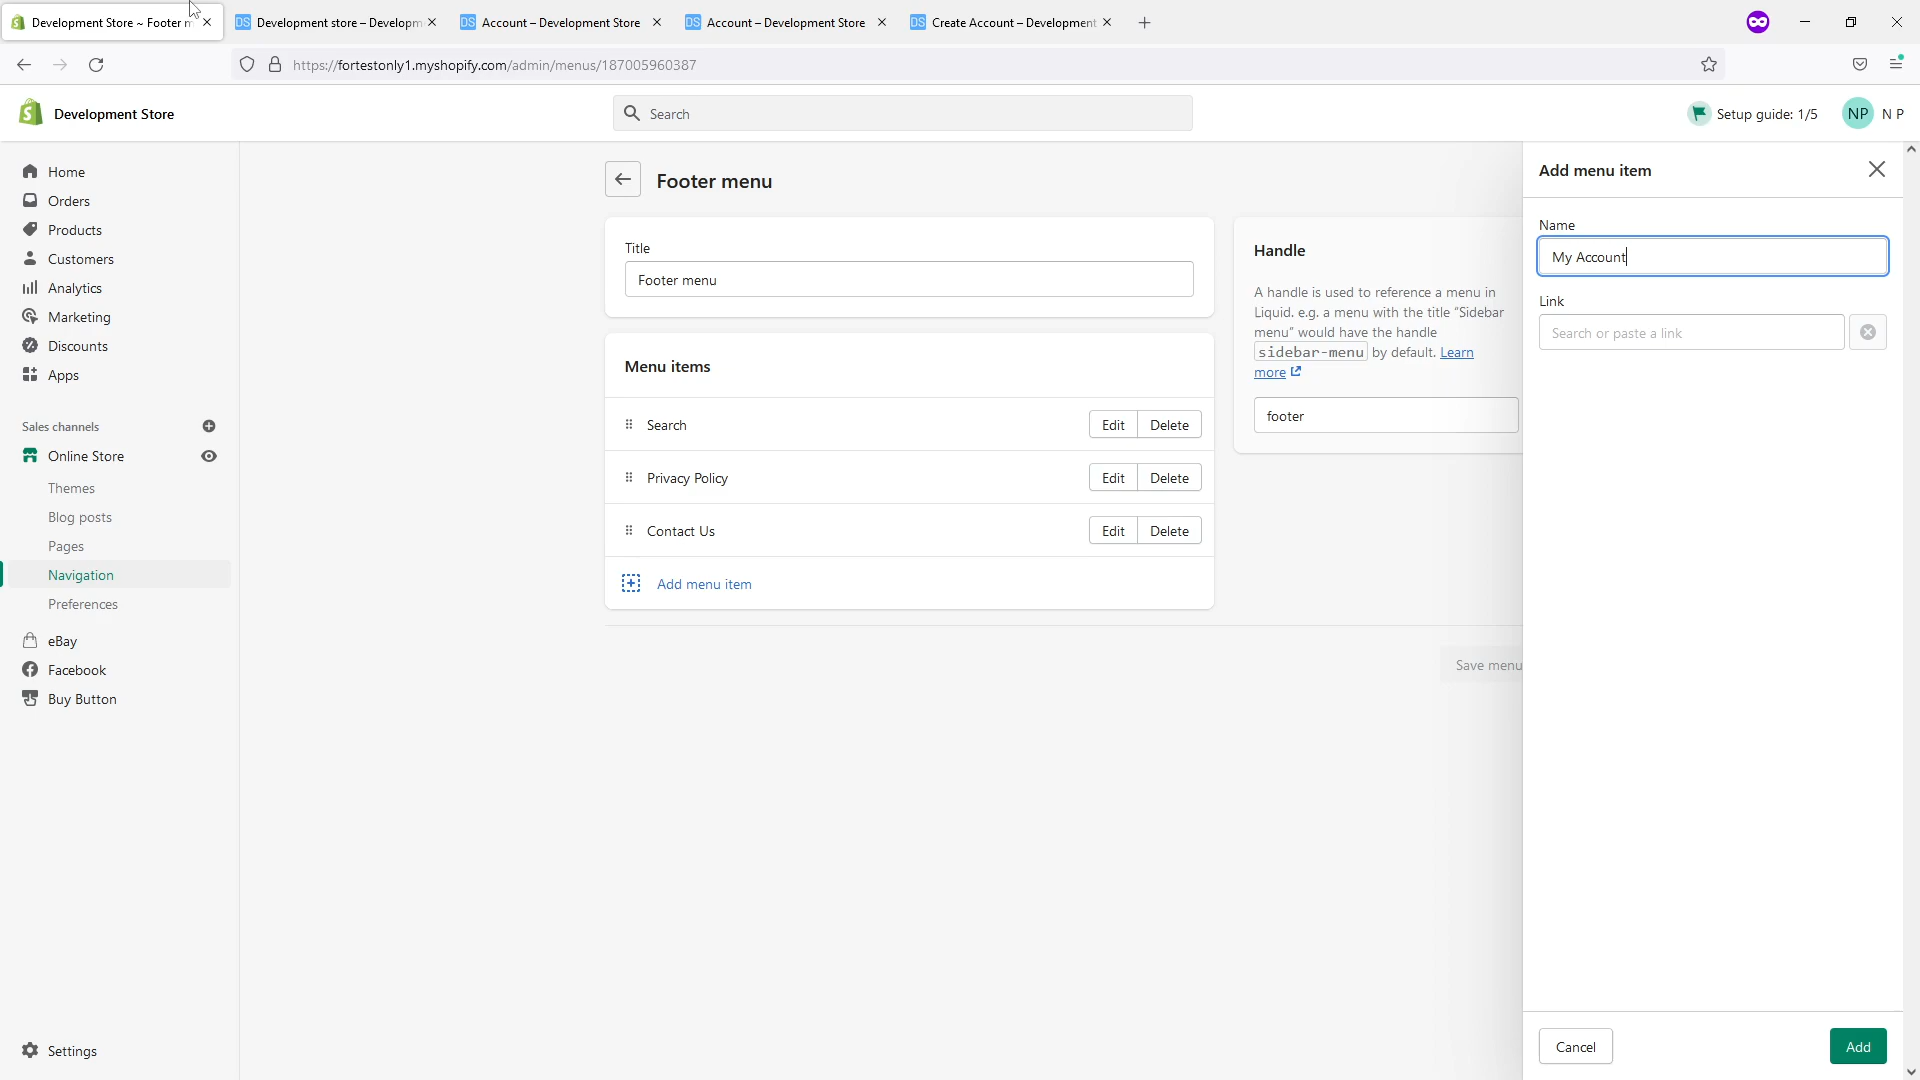 Development Store ~ Footer m
Development store – Developm
Account – Development Store
Account – Development Store
Create Account – Development
https://fortestonly1.myshopify.com/admin/menus/187005960387
Development Store
Search
Setup guide: 1/5
NP
N P
Home
Orders
Products
Customers
Analytics
Marketing
Discounts
Apps
Sales channels
Online Store
Themes
Blog posts
Pages
Navigation
Preferences
eBay
Facebook
Buy Button
Settings
Footer menu
Title
Footer menu
Menu items
Search
Edit
Delete
Privacy Policy
Edit
Delete
Contact Us
Edit
Delete
Add menu item
Handle
A handle is used to reference a menu in
Liquid. e.g. a menu with the title "Sidebar
menu" would have the handle
sidebar-menu by default. Learn
more
footer
Save menu
Add menu item
Name
My Account
Link
Search or paste a link
Cancel
Add